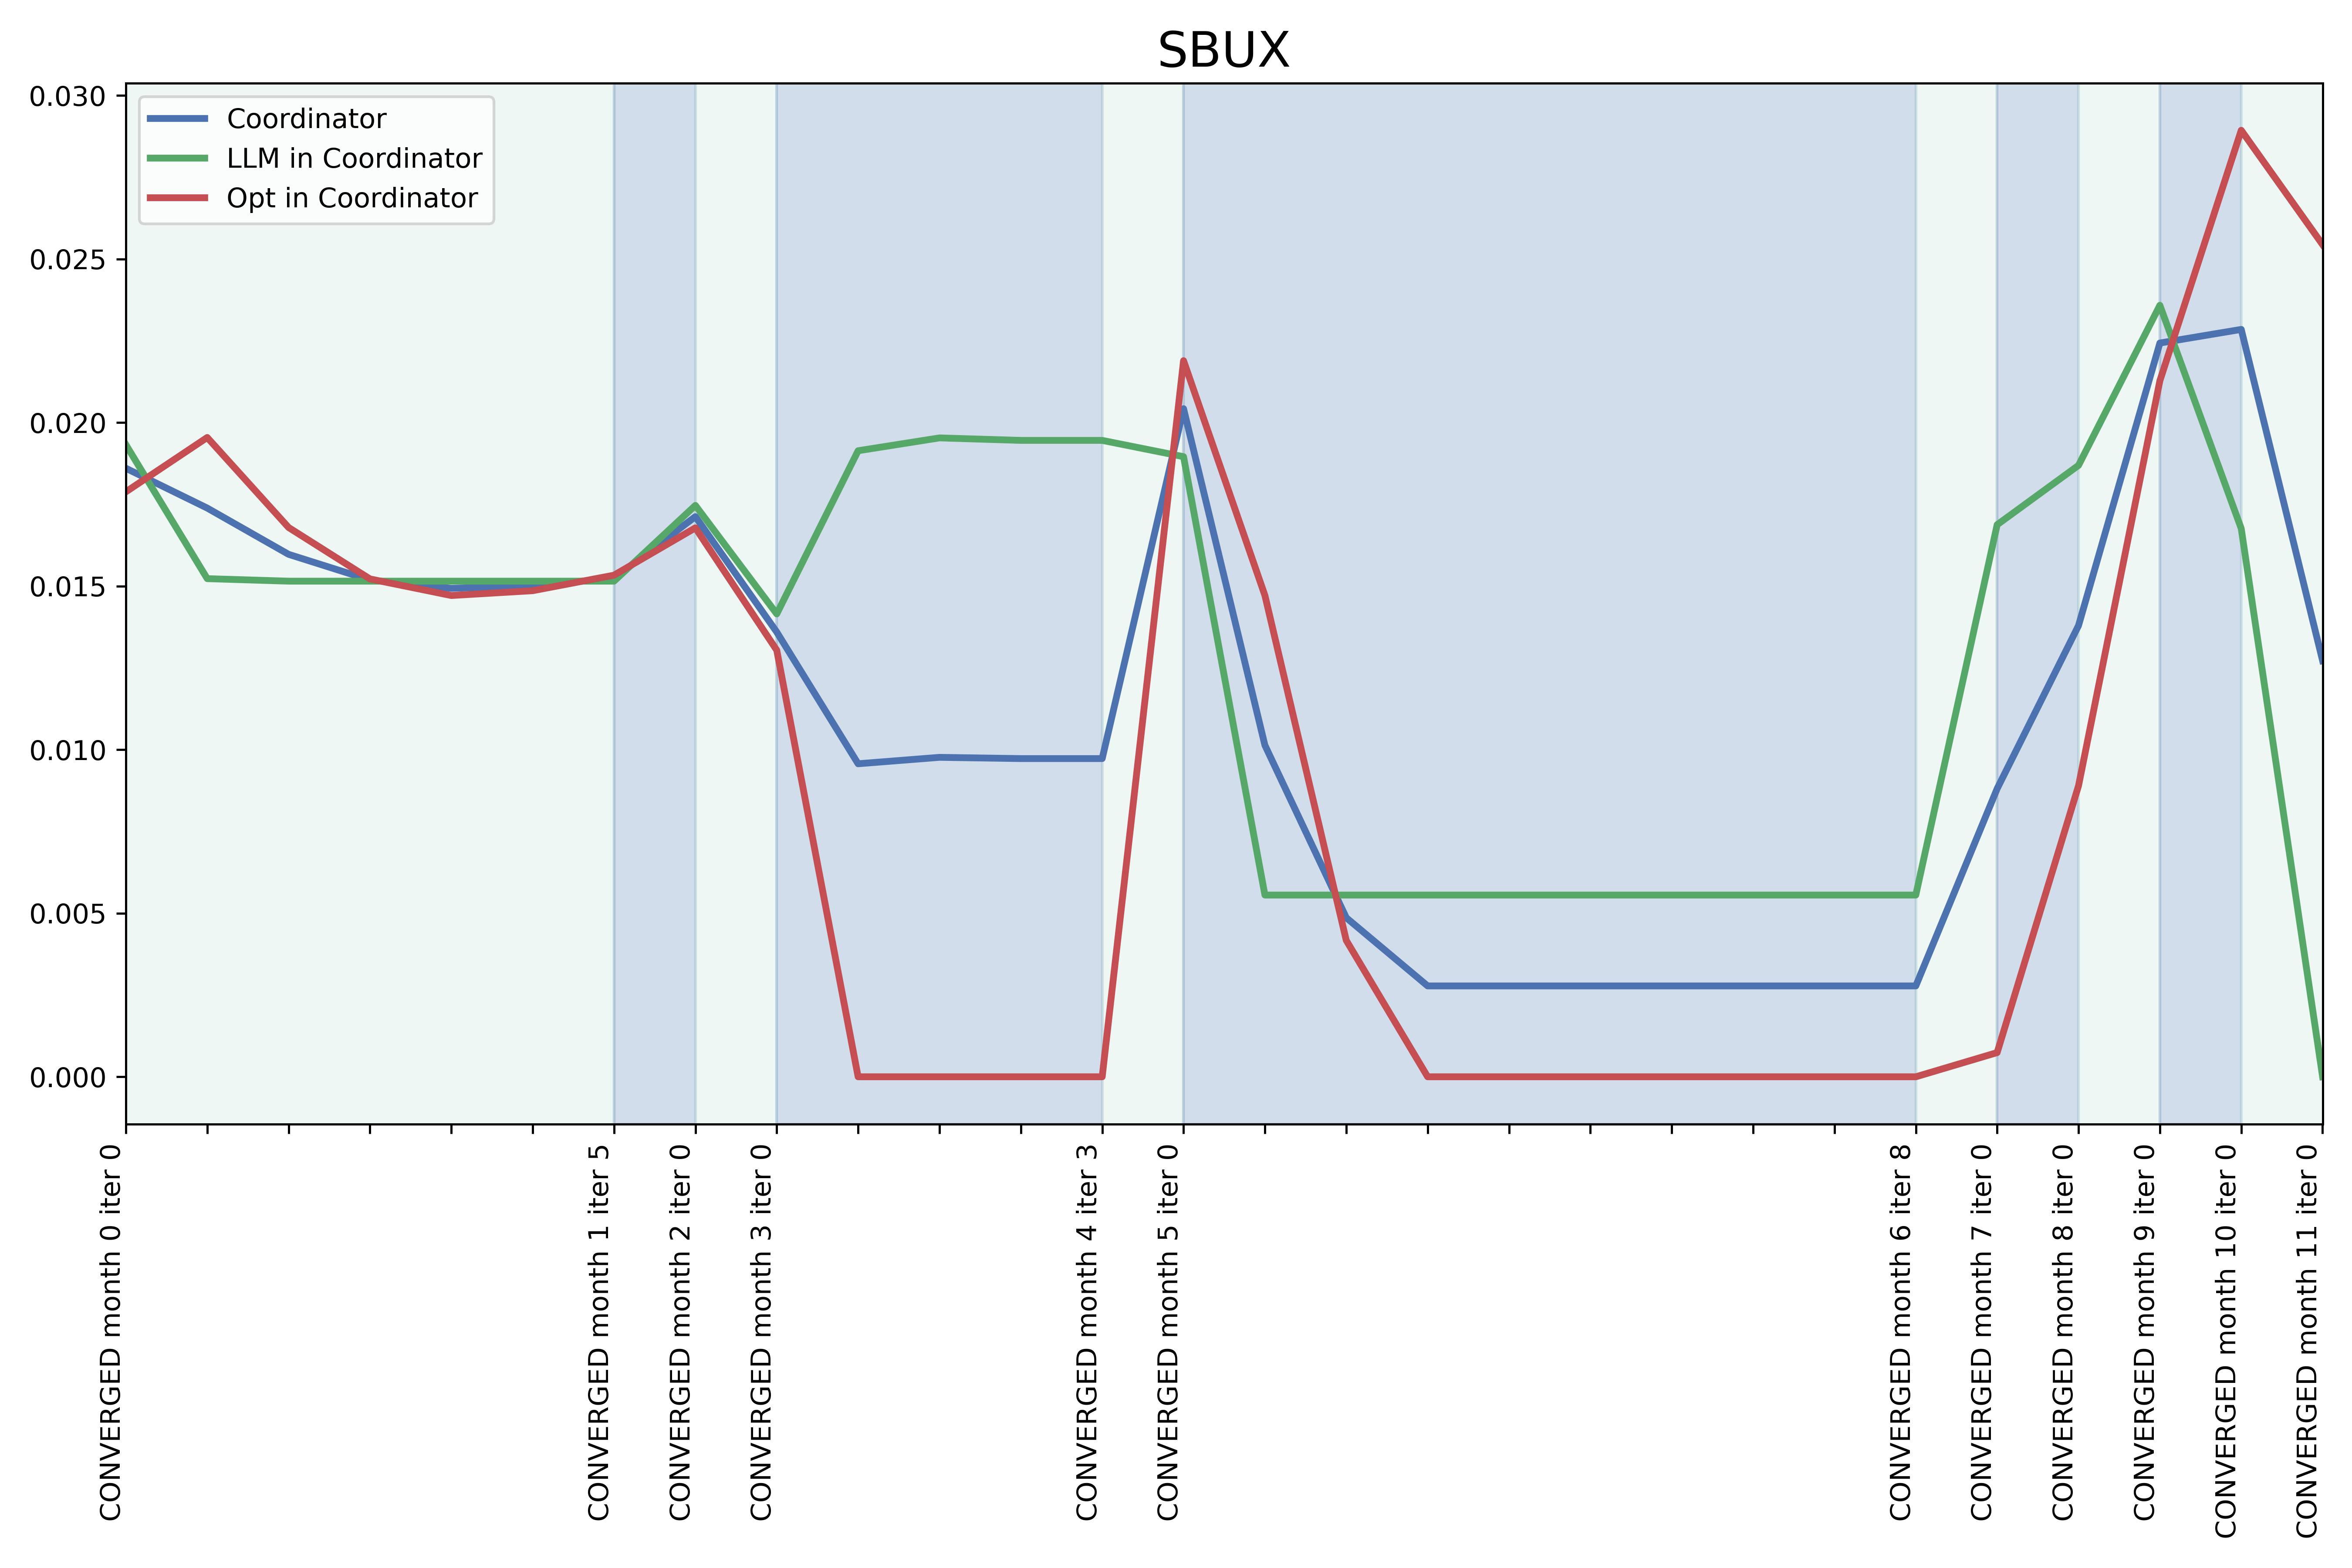 SBUX
0.030
0.025
0.020
0.015
0.010
0.005
0.000
Coordinator
LLM in Coordinator
Opt in Coordinator
CONVERGED month 0 iter 0
CONVERGED month 1 iter 5
CONVERGED month 2 iter 0
CONVERGED month 3 iter 0
CONVERGED month 4 iter 3
CONVERGED month 5 iter 0
CONVERGED month 6 iter 8
CONVERGED month 7 iter 0
CONVERGED month 8 iter 0
CONVERGED month 9 iter 0
CONVERGED month 10 iter 0
CONVERGED month 11 iter 0